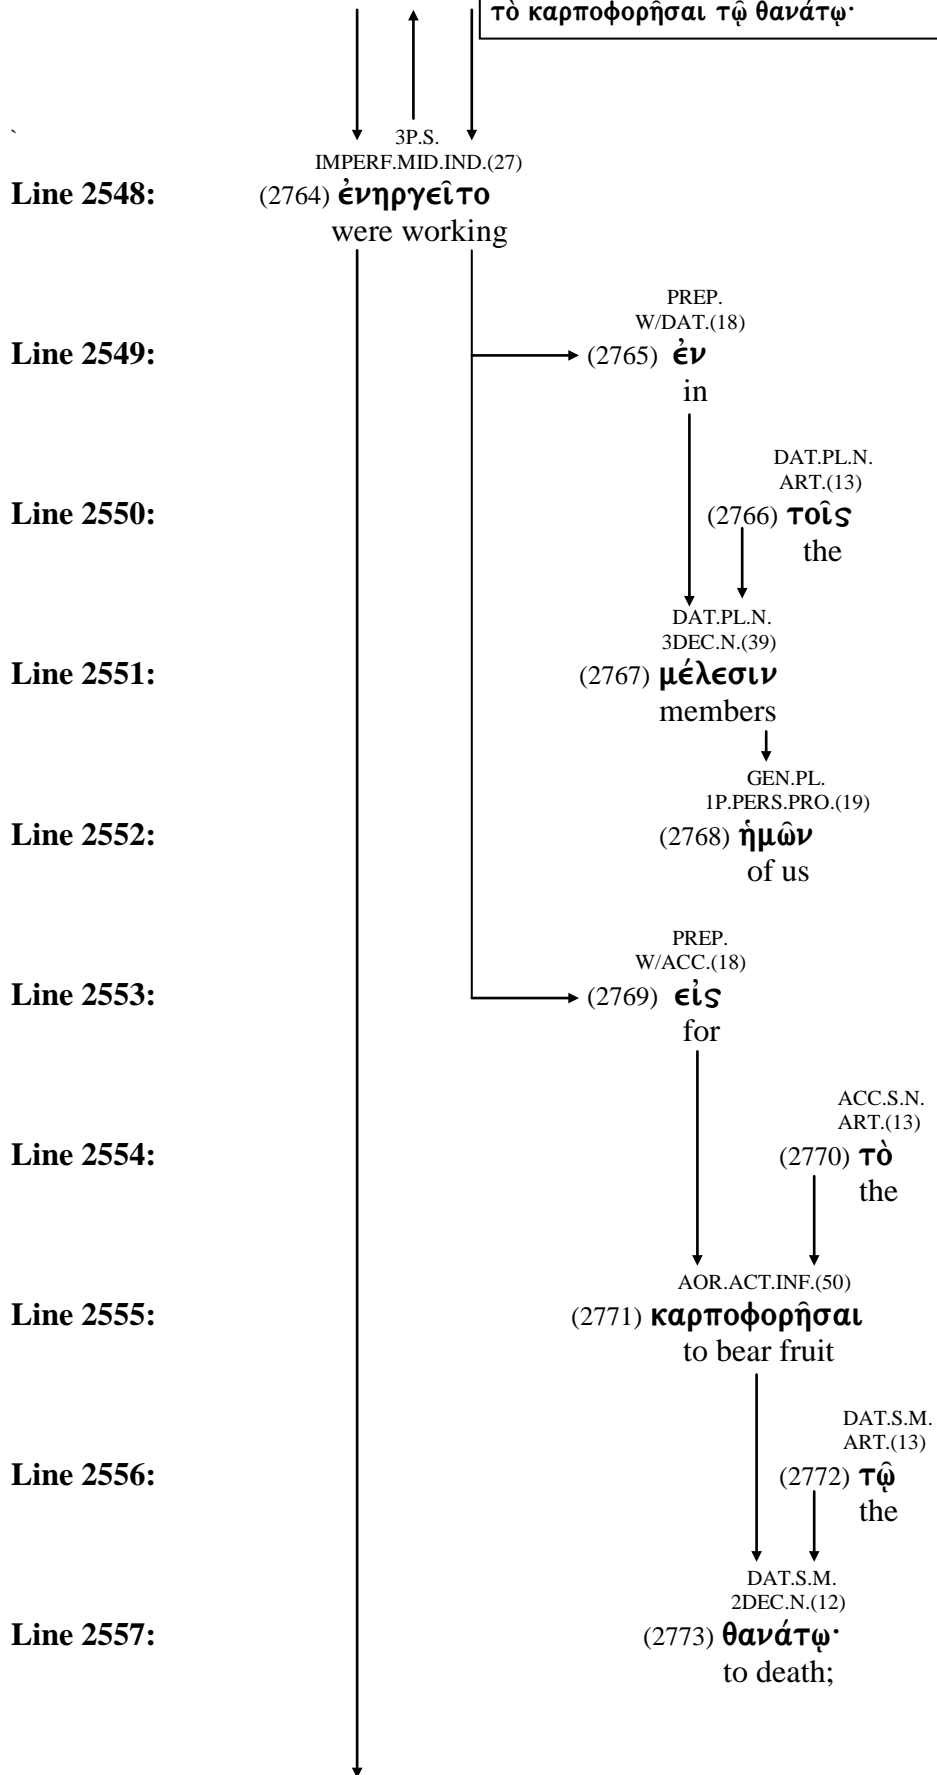 τὸ καρποφορῆσαι τῷ θανάτῳ·
`
3P.S.
IMPERF.MID.IND.(27)
Line 2548: (2764) ἐνηργεῖτο
were working
PREP.
W/DAT.(18)
Line 2549: (2765) ἐν
in
DAT.PL.N.
ART.(13)
Line 2550: (2766) τοῖς
the
DAT.PL.N.
3DEC.N.(39)
Line 2551: (2767) μέλεσιν
members
GEN.PL.
1P.PERS.PRO.(19)
Line 2552: (2768) ἡμῶν
of us
PREP.
W/ACC.(18)
Line 2553: (2769) εἰς
for
ACC.S.N.
ART.(13)
Line 2554: (2770) τὸ
the
AOR.ACT.INF.(50)
Line 2555: (2771) καρποφορῆσαι
to bear fruit
DAT.S.M.
ART.(13)
Line 2556: (2772) τῷ
the
DAT.S.M.
2DEC.N.(12)
Line 2557: (2773) θανάτῳ·
to death;